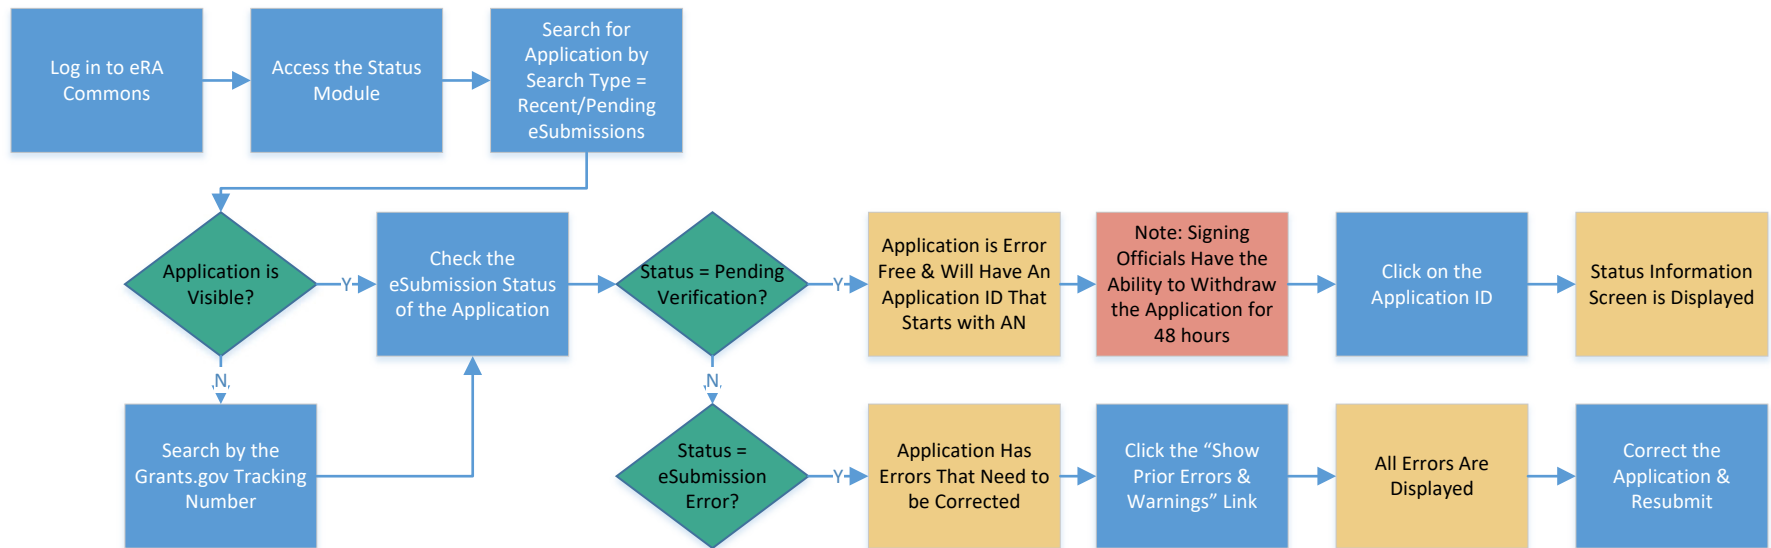 Log in to eRA
Commons
Access the Status
Module
Search for
Application by
Search Type =
Recent/Pending
eSubmissions
Application is
Visible?
Y
Check the
eSubmission Status
of the Application
Status = Pending
Verification?
Y
Application is Error
Free & Will Have An
Application ID That
Starts with AN
Note: Signing
Officials Have the
Ability to Withdraw
the Application for
48 hours
Click on the
Application ID
Status Information
Screen is Displayed
N
N
Search by the
Grants.gov Tracking
Number
Status =
eSubmission
Error?
Y
Application Has
Errors That Need to
be Corrected
Click the “Show
Prior Errors &
Warnings” Link
All Errors Are
Displayed
Correct the
Application &
Resubmit